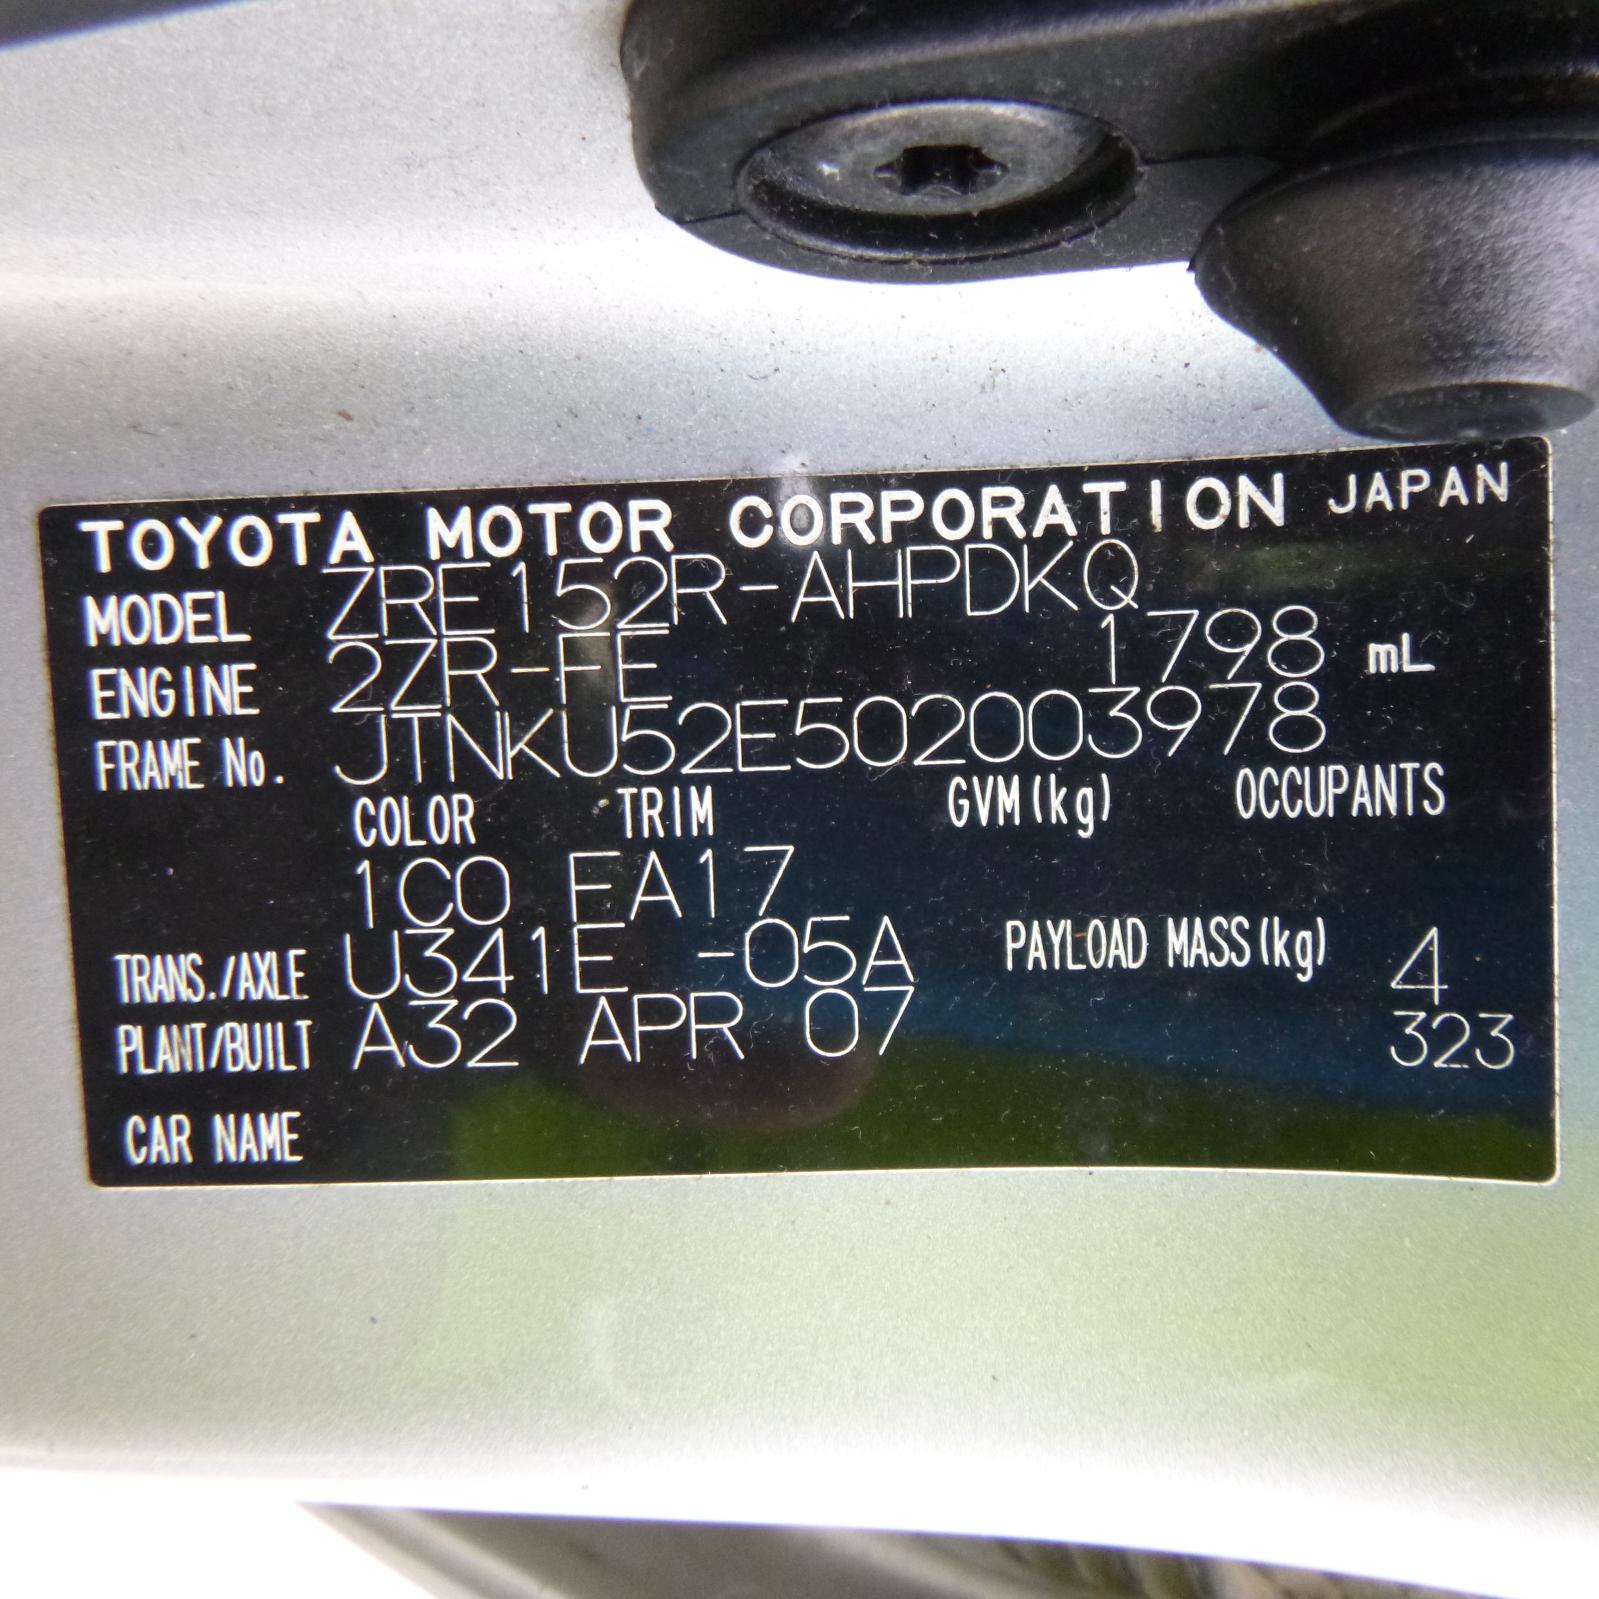 TOYOTA MOTOR CORPORATION JAPAN
MODEL ZRE152R-AHPDKQ
ENGINE 2ZR-FE 1798 mL
FRAME No. JTNKU52E502003978
COLOR TRIM GVM(kg) OCCUPANTS
1C0 EA17
TRANS./AXLE U341E -05A PAYLOAD MASS(kg) 4
PLANT/BUILT A32 APR 07 323
CAR NAME